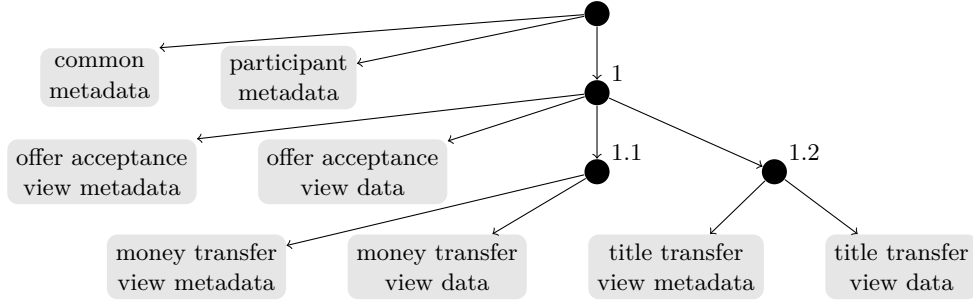 common
metadata
participant
metadata
1
offer acceptance
view metadata
offer acceptance
view data
1.1
1.2
money transfer
view metadata
money transfer
view data
title transfer
view metadata
title transfer
view data